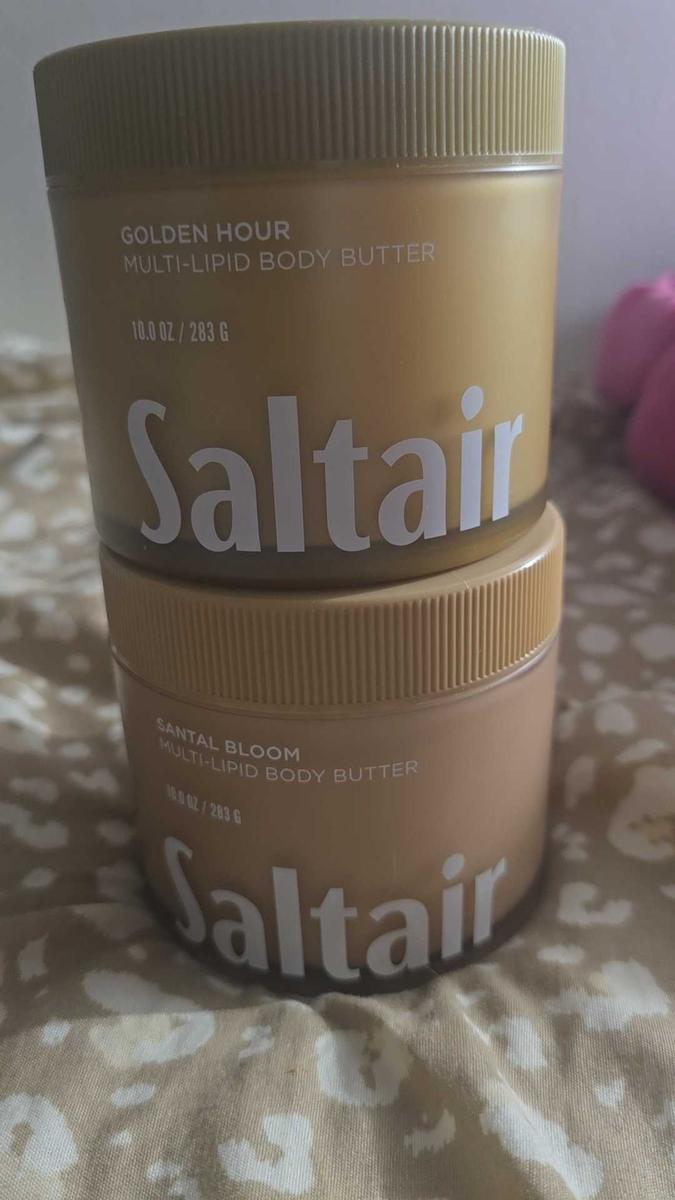 GOLDEN HOUR
MULTI-LIPID BODY BUTTER
10.0 OZ / 283 G
Saltair
SANTAL BLOOM
MULTI-LIPID BODY BUTTER
10.0 OZ / 283 G
Saltair